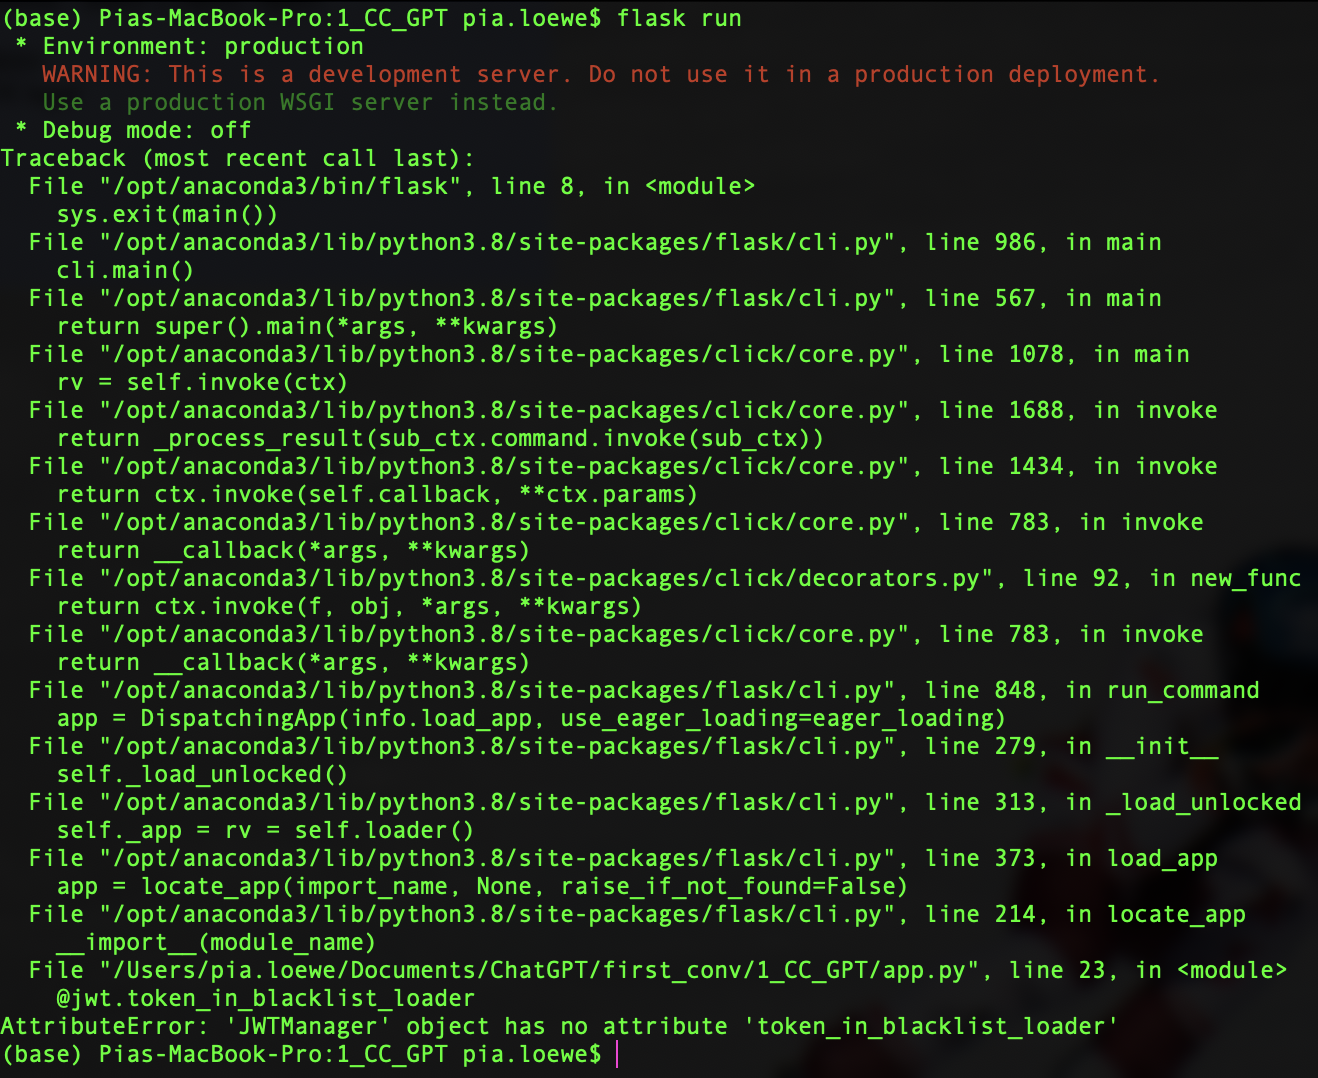 (base) Pias-MacBook-Pro:1_CC_GPT pia.loewe$ flask run
 * Environment: production
   WARNING: This is a development server. Do not use it in a production deployment.
   Use a production WSGI server instead.
 * Debug mode: off
Traceback (most recent call last):
  File "/opt/anaconda3/bin/flask", line 8, in <module>
    sys.exit(main())
  File "/opt/anaconda3/lib/python3.8/site-packages/flask/cli.py", line 986, in main
    cli.main()
  File "/opt/anaconda3/lib/python3.8/site-packages/flask/cli.py", line 567, in main
    return super().main(*args, **kwargs)
  File "/opt/anaconda3/lib/python3.8/site-packages/click/core.py", line 1078, in main
    rv = self.invoke(ctx)
  File "/opt/anaconda3/lib/python3.8/site-packages/click/core.py", line 1688, in invoke
    return _process_result(sub_ctx.command.invoke(sub_ctx))
  File "/opt/anaconda3/lib/python3.8/site-packages/click/core.py", line 1434, in invoke
    return ctx.invoke(self.callback, **ctx.params)
  File "/opt/anaconda3/lib/python3.8/site-packages/click/core.py", line 783, in invoke
    return __callback(*args, **kwargs)
  File "/opt/anaconda3/lib/python3.8/site-packages/click/decorators.py", line 92, in new_func
    return ctx.invoke(f, obj, *args, **kwargs)
  File "/opt/anaconda3/lib/python3.8/site-packages/click/core.py", line 783, in invoke
    return __callback(*args, **kwargs)
  File "/opt/anaconda3/lib/python3.8/site-packages/flask/cli.py", line 848, in run_command
    app = DispatchingApp(info.load_app, use_eager_loading=eager_loading)
  File "/opt/anaconda3/lib/python3.8/site-packages/flask/cli.py", line 279, in __init__
    self._load_unlocked()
  File "/opt/anaconda3/lib/python3.8/site-packages/flask/cli.py", line 313, in _load_unlocked
    self._app = rv = self.loader()
  File "/opt/anaconda3/lib/python3.8/site-packages/flask/cli.py", line 373, in load_app
    app = locate_app(import_name, None, raise_if_not_found=False)
  File "/opt/anaconda3/lib/python3.8/site-packages/flask/cli.py", line 214, in locate_app
    __import__(module_name)
  File "/Users/pia.loewe/Documents/ChatGPT/first_conv/1_CC_GPT/app.py", line 23, in <module>
    @jwt.token_in_blacklist_loader
AttributeError: 'JWTManager' object has no attribute 'token_in_blacklist_loader'
(base) Pias-MacBook-Pro:1_CC_GPT pia.loewe$